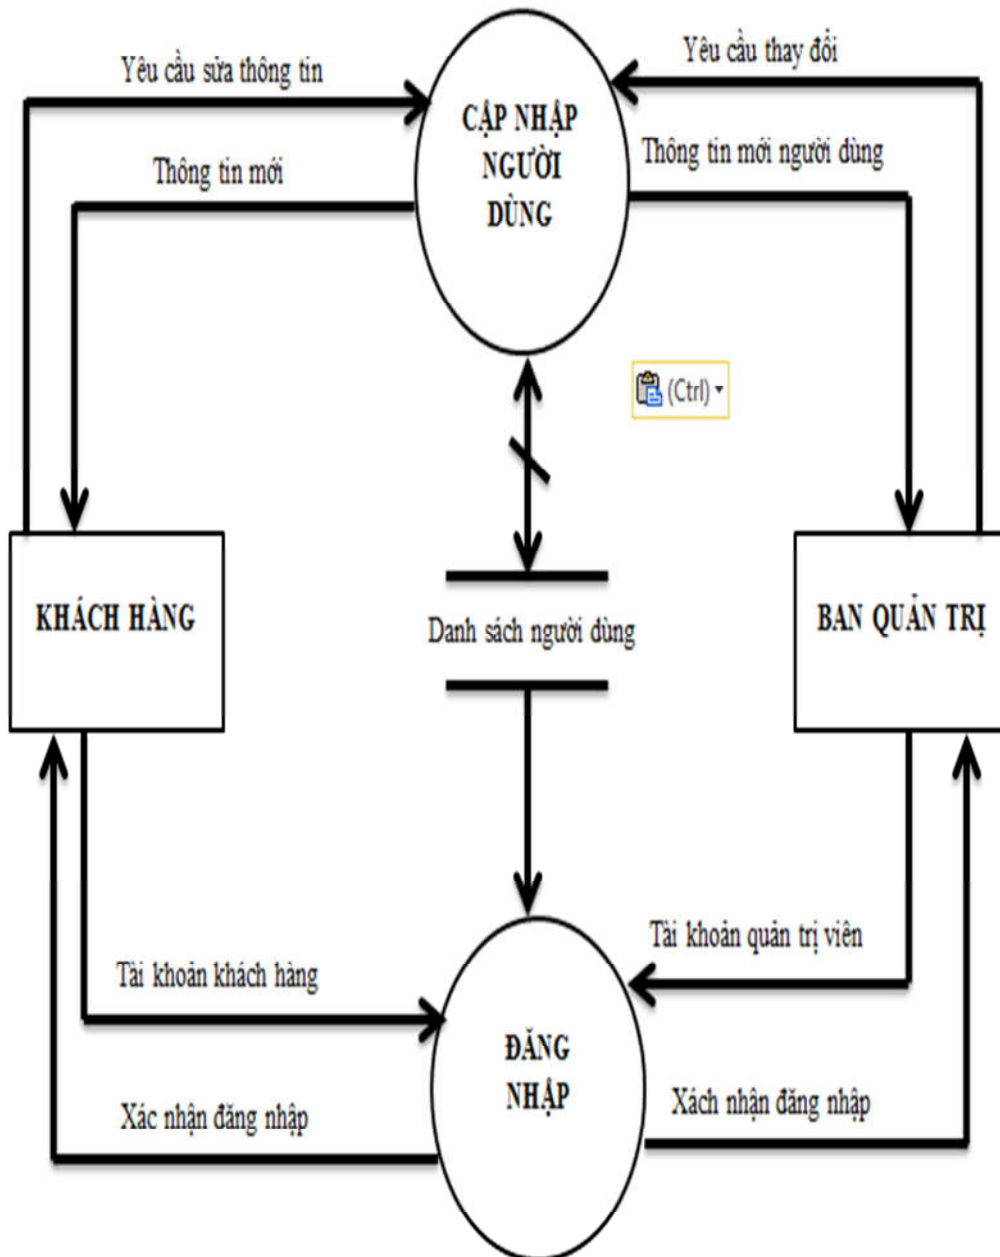 Yêu cầu sửa thông tin
Yêu cầu thay đổi
CẬP NHẬP
NGƯỜI
DÙNG
Thông tin mới
Thông tin mới người dùng
(Ctrl)
KHÁCH HÀNG
Danh sách người dùng
BAN QUẢN TRỊ
Tài khoản khách hàng
Tài khoản quản trị viên
ĐĂNG
NHẬP
Xác nhận đăng nhập
Xách nhận đăng nhập